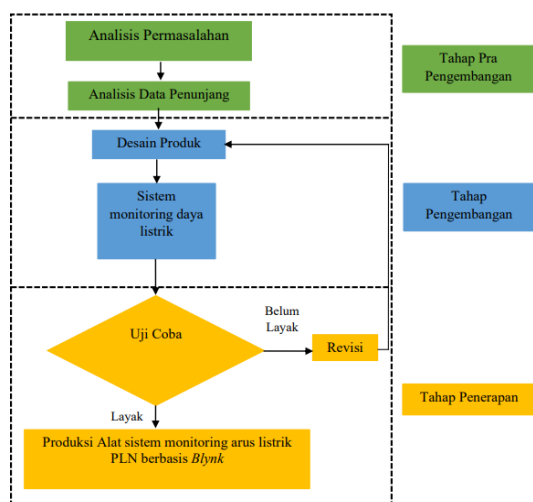 Analisis Permasalahan
Tahap Pra
Pengembangan
Analisis Data Penunjang
Desain Produk
Sistem
monitoring daya
listrik
Tahap
Pengembangan
Uji Coba
Belum
Layak
Revisi
Tahap Penerapan
Layak
Produksi Alat sistem monitoring arus listrik
PLN berbasis Blynk